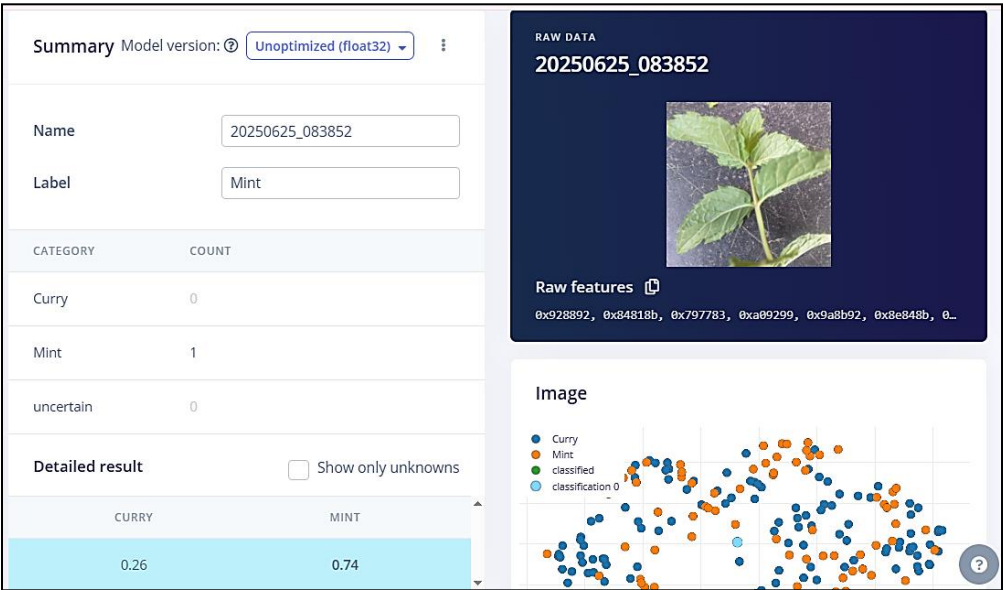 Summary Model version: ? Unoptimized (float32)
Name 20250625_083852
Label Mint
CATEGORY COUNT
Curry 0
Mint 1
uncertain 0
Detailed result Show only unknowns
CURRY MINT
0.26 0.74
RAW DATA
20250625_083852
Raw features
0x928892, 0x84818b, 0x797783, 0xa09299, 0x9a8b92, 0x8e848b, 0…
Image
Curry
Mint
classified
classification 0
?